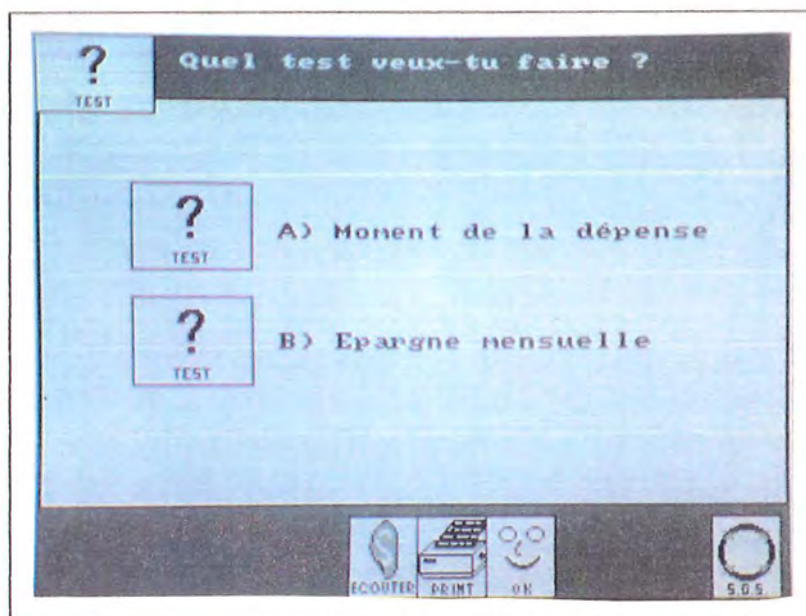 ?
TEST
Quel test veux-tu faire ?
?
TEST
A) Moment de la dépense
?
TEST
B) Epargne mensuelle
ECOUTER
PRINT
OK
S.O.S.